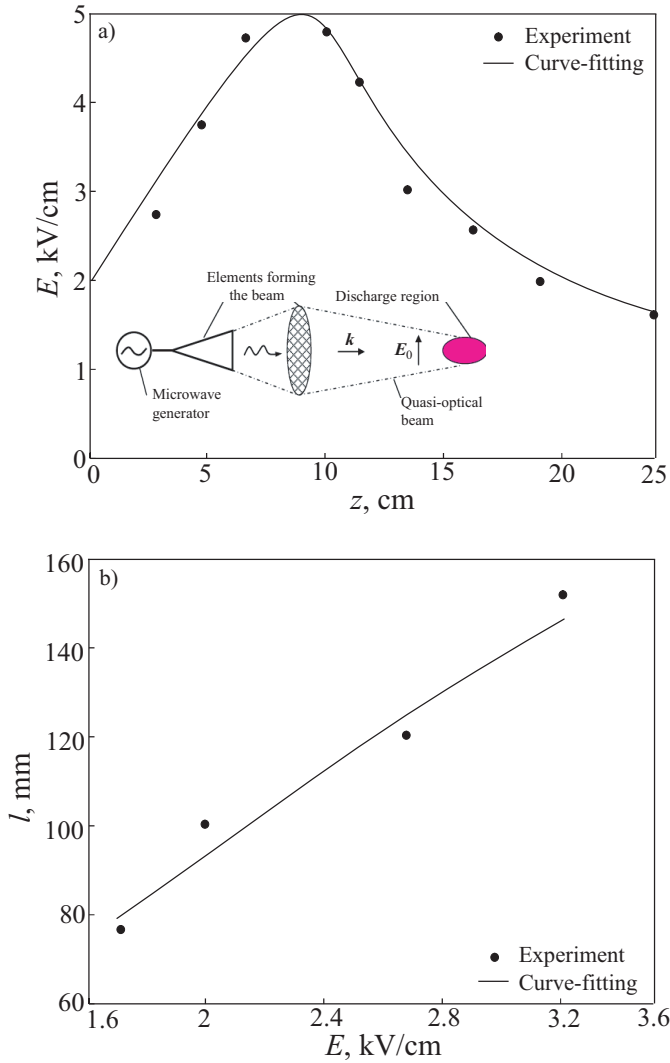 a)
Experiment
Curve-fitting
E, kV/cm
5
4
3
2
1
0
Elements forming
the beam
Discharge region
k
E0
Microwave
generator
Quasi-optical
beam
0
5
10
15
20
25
z, cm
b)
l, mm
160
140
120
100
80
60
Experiment
Curve-fitting
1.6
2
2.4
2.8
3.2
3.6
E, kV/cm